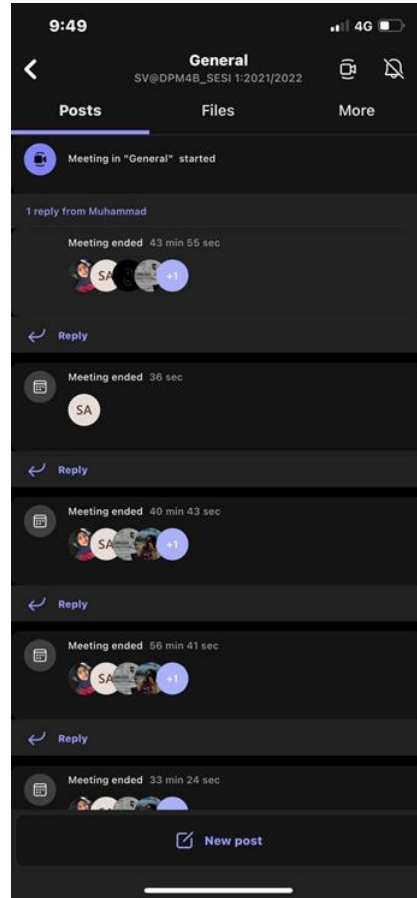 9:49
4G
General
SV@DPM4B_SESI 1:2021/2022
Posts
Files
More
Meeting in "General" started
1 reply from Muhammad
Meeting ended 43 min 55 sec
SA
+1
Reply
Meeting ended 36 sec
SA
Reply
Meeting ended 40 min 43 sec
SA
+1
Reply
Meeting ended 56 min 41 sec
SA
+1
Reply
Meeting ended 33 min 24 sec
SA
+1
New post